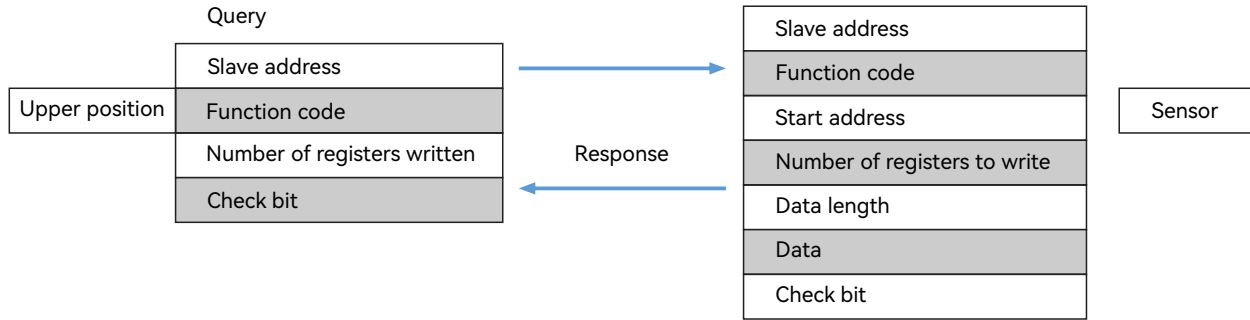 Query
Slave address
Upper position
Function code
Number of registers written
Check bit
Response
Slave address
Function code
Start address
Number of registers to write
Data length
Data
Check bit
Sensor